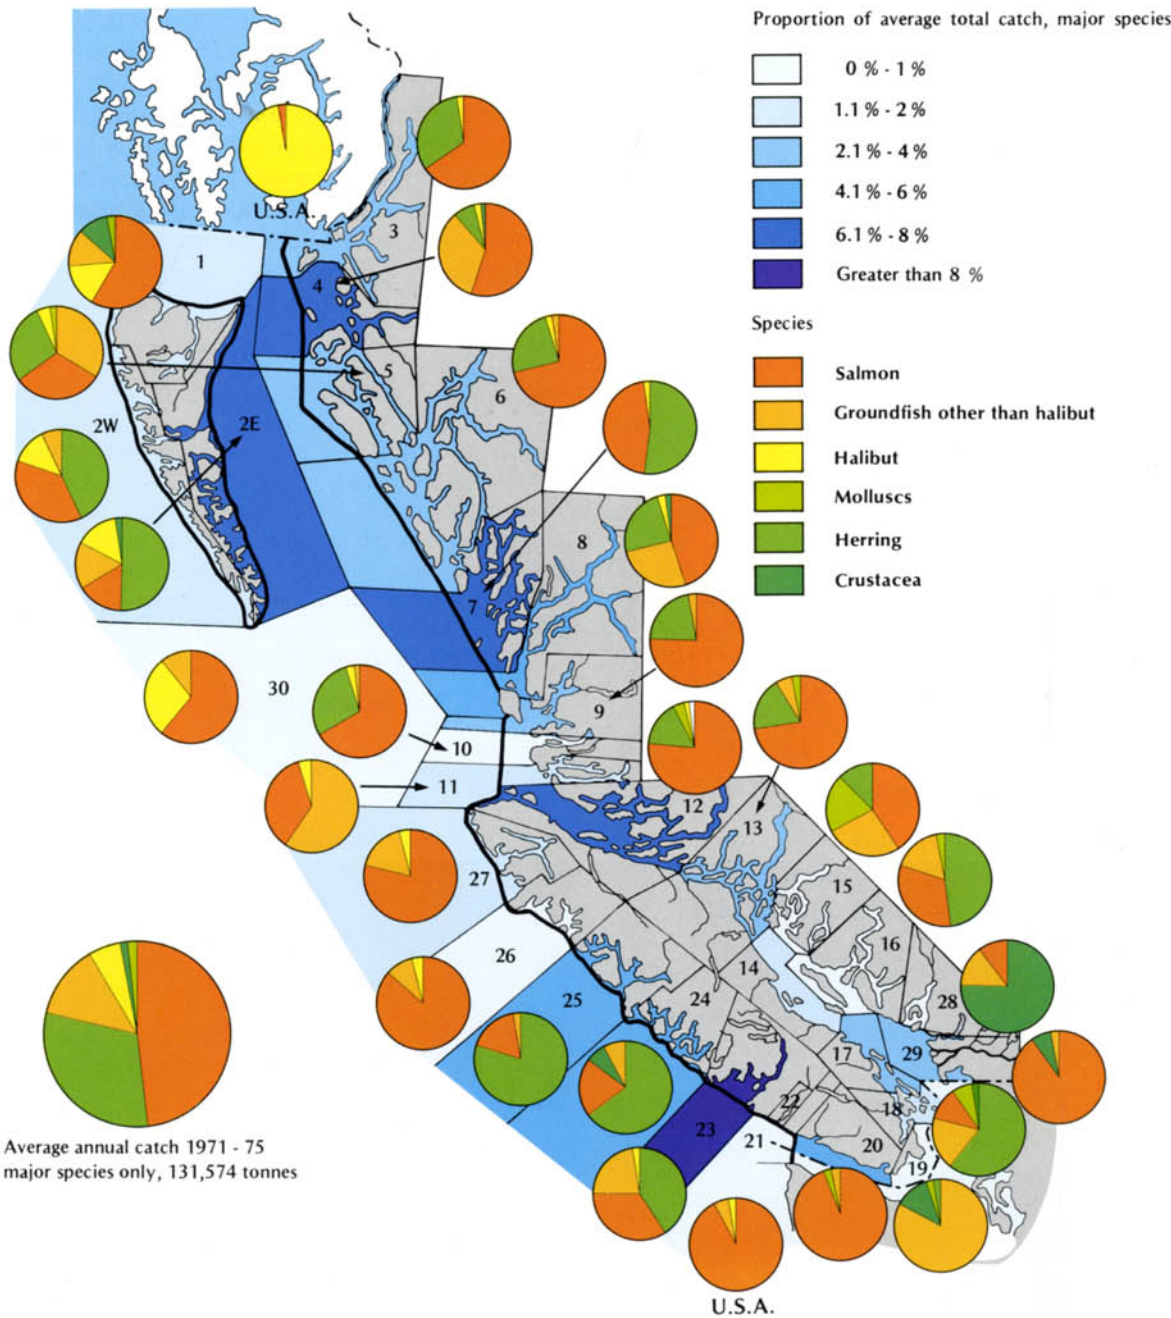 Proportion of average total catch, major species
0 % - 1 %
1.1 % - 2 %
2.1 % - 4 %
4.1 % - 6 %
6.1 % - 8 %
Greater than 8 %
Species
Salmon
Groundfish other than halibut
Halibut
Molluscs
Herring
Crustacea
U.S.A.
3
1
4
5
6
2W
2E
8
7
30
9
10
11
12
13
27
15
26
16
14
25
24
28
17
29
22
18
23
21
20
19
Average annual catch 1971 - 75
major species only, 131,574 tonnes
U.S.A.